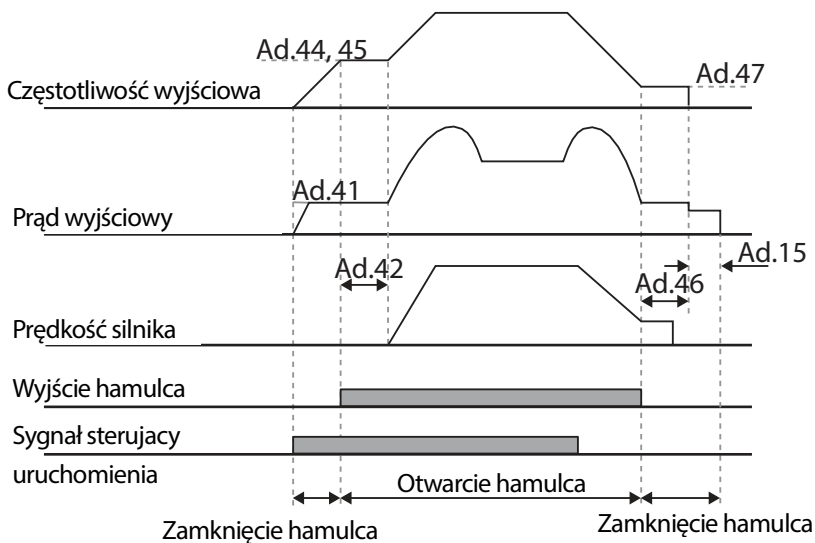 Ad.44, 45
Ad.47
Częstotliwość wyjściowa
Ad.41
Prąd wyjściowy
Ad.15
Ad.42
Ad.46
Prędkość silnika
Wyjście hamulca
Sygnał sterujacy
uruchomienia
Otwarcie hamulca
Zamknięcie hamulca
Zamknięcie hamulca